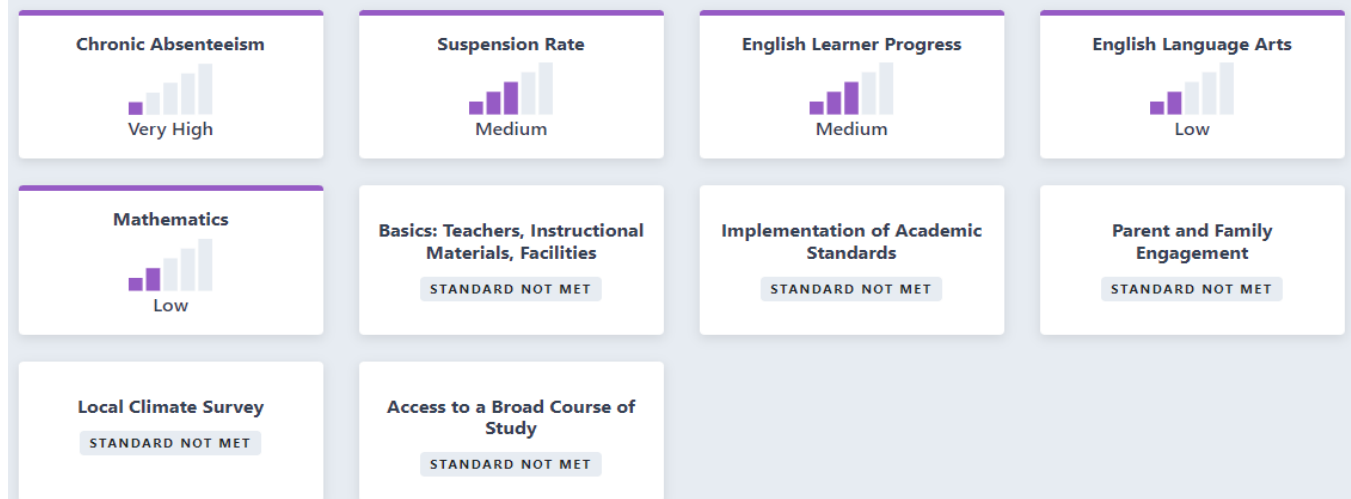 Chronic Absenteeism
Very High
Suspension Rate
Medium
English Learner Progress
Medium
English Language Arts
Low
Mathematics
Low
Basics: Teachers, Instructional
Materials, Facilities
STANDARD NOT MET
Implementation of Academic
Standards
STANDARD NOT MET
Parent and Family
Engagement
STANDARD NOT MET
Local Climate Survey
STANDARD NOT MET
Access to a Broad Course of
Study
STANDARD NOT MET